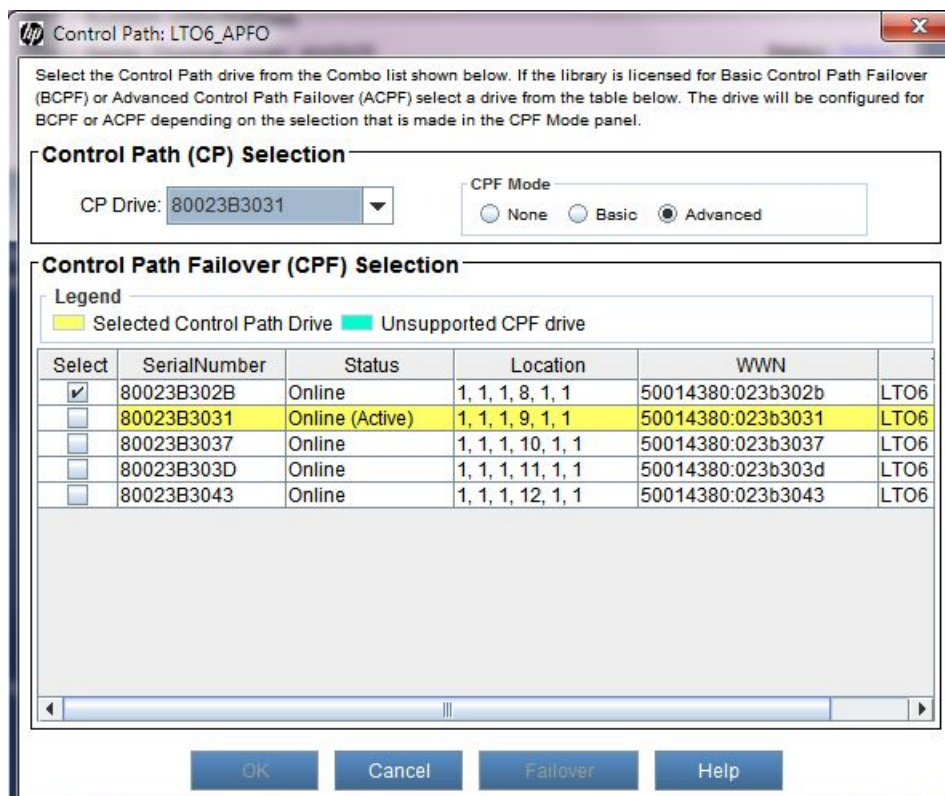 hp Control Path: LTO6_APFO
Select the Control Path drive from the Combo list shown below. If the library is licensed for Basic Control Path Failover
(BCPF) or Advanced Control Path Failover (ACPF) select a drive from the table below. The drive will be configured for
BCPF or ACPF depending on the selection that is made in the CPF Mode panel.
Control Path (CP) Selection
CP Drive: 80023B3031
CPF Mode
None Basic Advanced
Control Path Failover (CPF) Selection
Legend
Selected Control Path Drive Unsupported CPF drive
Select SerialNumber Status Location WWN
80023B302B Online 1, 1, 1, 8, 1, 1 50014380:023b302b LTO6
80023B3031 Online (Active) 1, 1, 1, 9, 1, 1 50014380:023b3031 LTO6
80023B3037 Online 1, 1, 1, 10, 1, 1 50014380:023b3037 LTO6
80023B303D Online 1, 1, 1, 11, 1, 1 50014380:023b303d LTO6
80023B3043 Online 1, 1, 1, 12, 1, 1 50014380:023b3043 LTO6
OK Cancel Failover Help